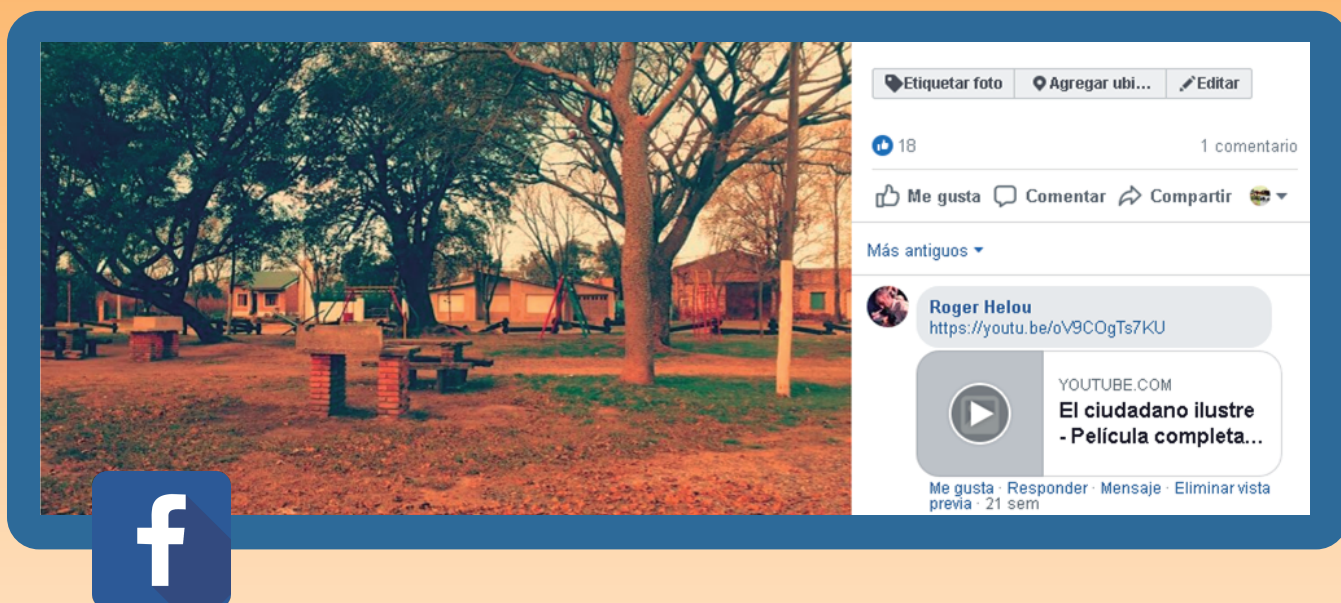 Etiquetar foto Agregar ubi... Editar
18 1 comentario
Me gusta Comentar Compartir
Más antiguos
Roger Helou
https://youtu.be/oV9COgTs7KU
YOUTUBE.COM
El ciudadano ilustre
- Película completa...
Me gusta · Responder · Mensaje · Eliminar vista
previa · 21 sem
f